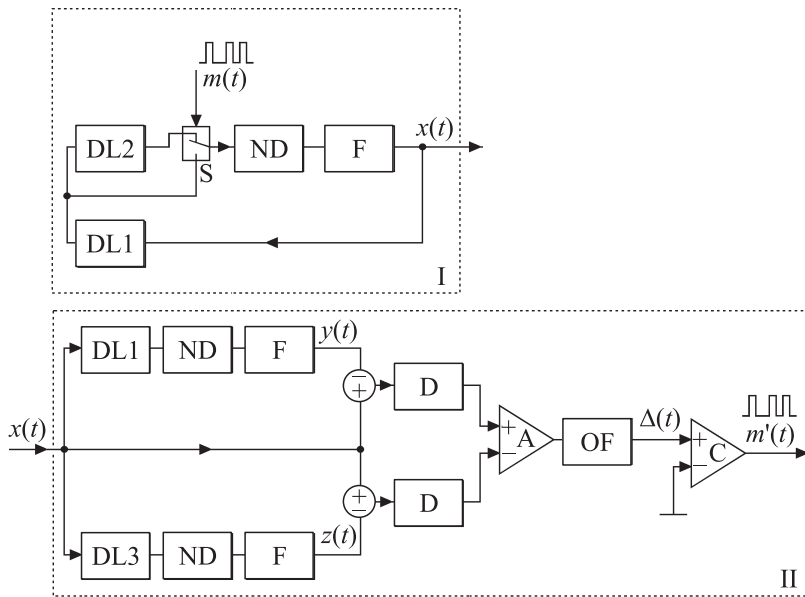 m(t)
x(t)
DL2
ND
F
S
DL1
I
y(t)
DL1
ND
F
−
+
D
x(t)
+
A
−
OF
Δ(t)
+
C
−
m'(t)
+
−
D
z(t)
DL3
ND
F
II